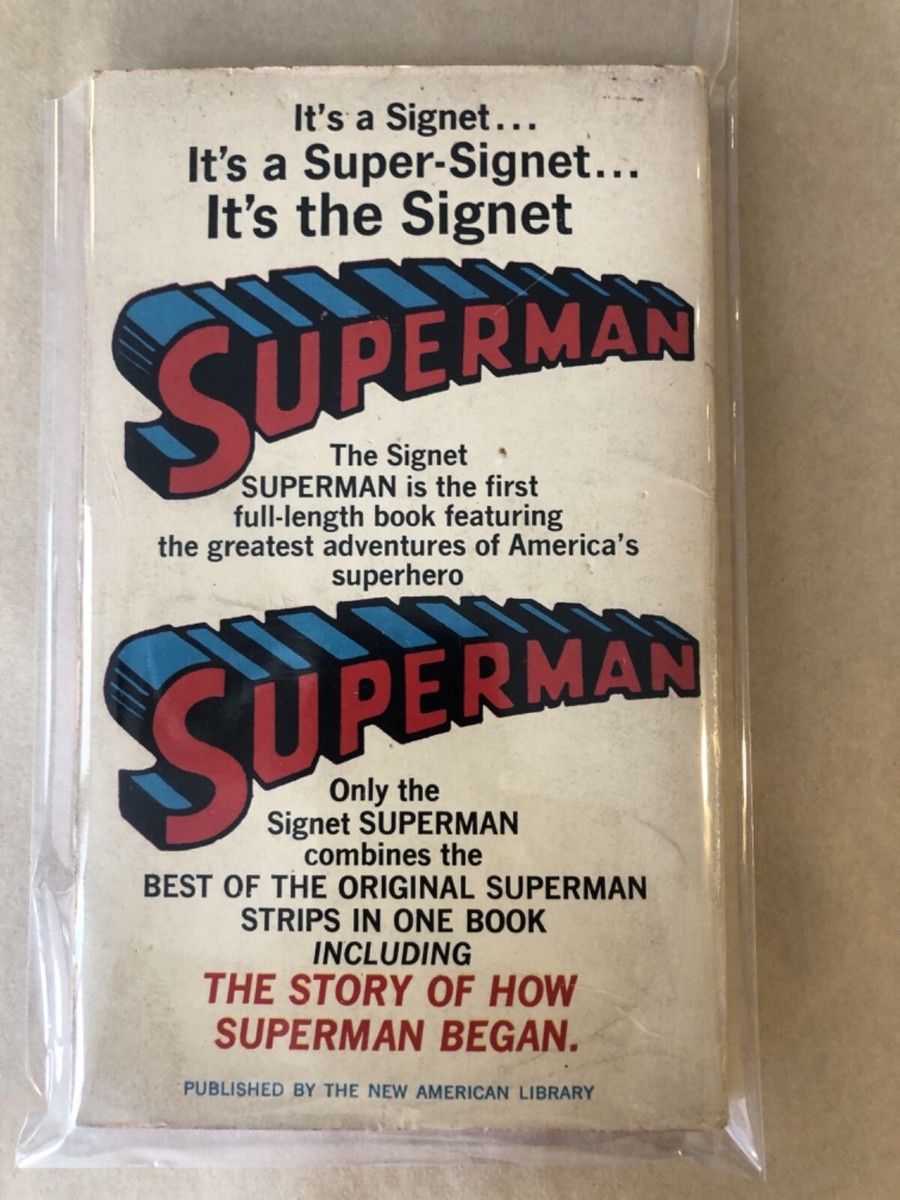 It's a Signet...
It's a Super-Signet...
It's the Signet
SUPERMAN
The Signet
SUPERMAN is the first
full-length book featuring
the greatest adventures of America's
superhero
SUPERMAN
Only the
Signet SUPERMAN
combines the
BEST OF THE ORIGINAL SUPERMAN
STRIPS IN ONE BOOK
INCLUDING
THE STORY OF HOW
SUPERMAN BEGAN.
PUBLISHED BY THE NEW AMERICAN LIBRARY